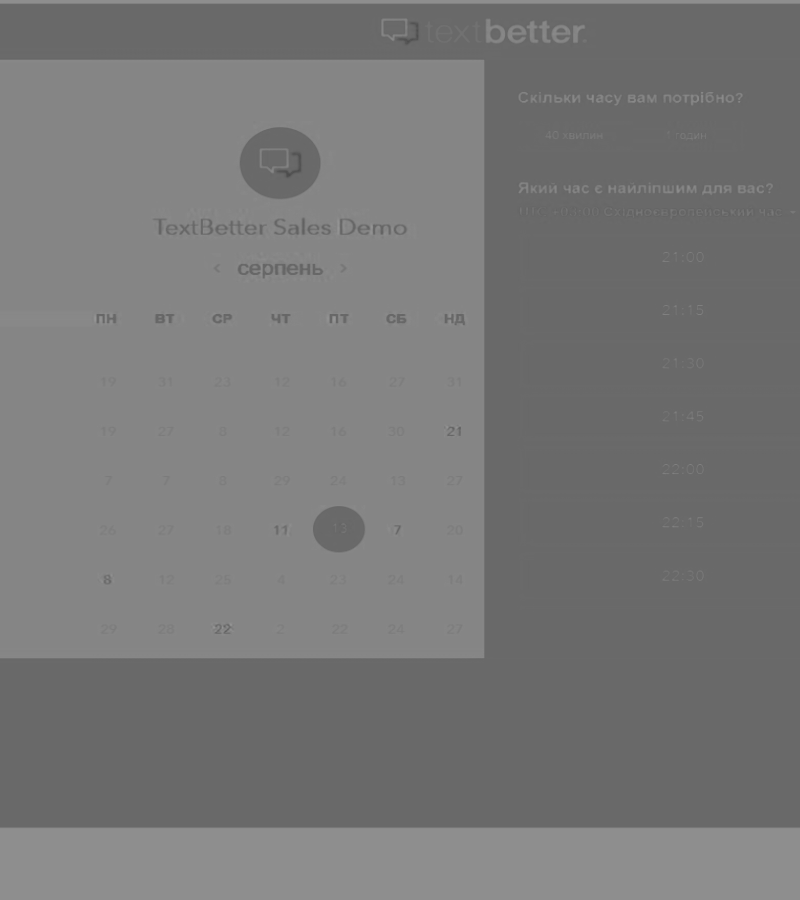 textbetter
TextBetter Sales Demo
< серпень >
ПН ВТ СР ЧТ ПТ СБ НД
19 31 23 12 16 27 31
19 27 8 12 16 30 21
7 7 8 29 24 13 27
26 27 18 11 13 7 20
8 12 25 4 23 24 14
29 28 22 2 22 24 27
Скільки часу вам потрібно?
40 хвилин 1 годин
Який час є найліпшим для вас?
Східноєвропейський час
21:00
21:15
21:30
21:45
22:00
22:15
22:30